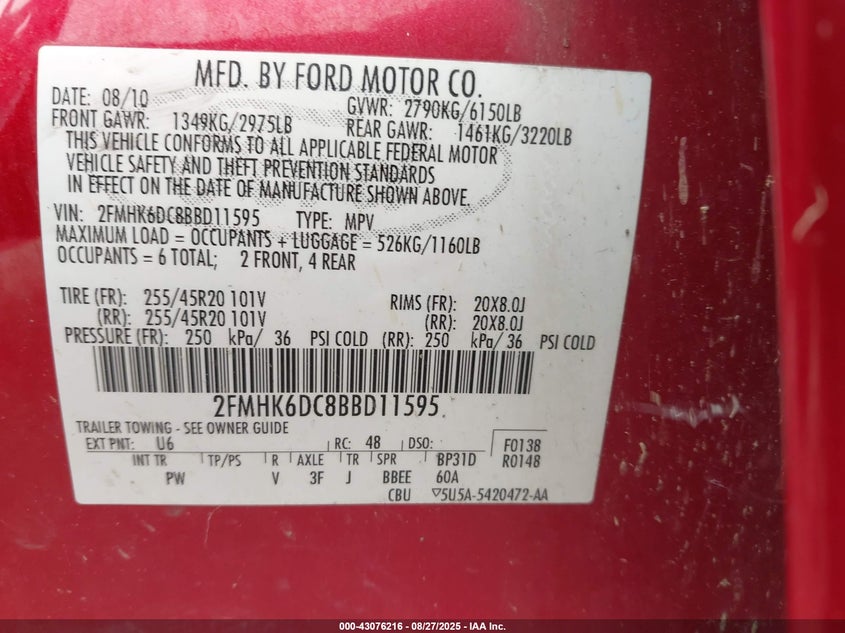 MFD. BY FORD MOTOR CO.
DATE: 08/10 GVWR: 2790KG/6150LB
FRONT GAWR: 1349KG/2975LB REAR GAWR: 1461KG/3220LB
THIS VEHICLE CONFORMS TO ALL APPLICABLE FEDERAL MOTOR
VEHICLE SAFETY AND THEFT PREVENTION STANDARDS
IN EFFECT ON THE DATE OF MANUFACTURE SHOWN ABOVE.
VIN: 2FMHK6DC8BBD11595 TYPE: MPV
MAXIMUM LOAD = OCCUPANTS + LUGGAGE = 526KG/1160LB
OCCUPANTS = 6 TOTAL; 2 FRONT, 4 REAR
TIRE (FR): 255/45R20 101V RIMS (FR): 20X8.0J
(RR): 255/45R20 101V (RR): 20X8.0J
PRESSURE (FR): 250 kPa/ 36 PSI COLD (RR): 250 kPa/ 36 PSI COLD
2FMHK6DC8BBD11595
TRAILER TOWING - SEE OWNER GUIDE
EXT PNT: U6 RC: 48 DSO: F0138
INT TR TP/PS R AXLE TR SPR BP31D R0148
PW V 3F J BBEE 60A
CBU ▽5U5A-5420472-AA
000-43076216 - 08/27/2025 - IAA Inc.